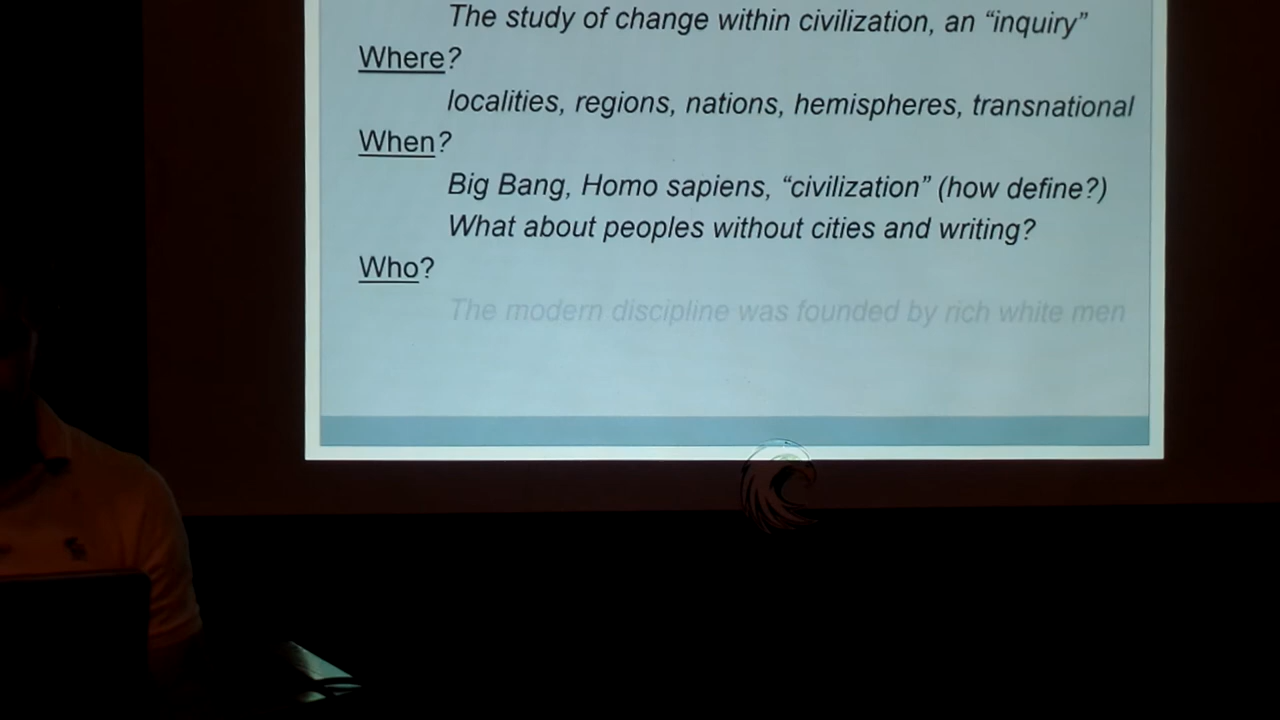 The study of change within civilization, an “inquiry”
Where?
localities, regions, nations, hemispheres, transnational
When?
Big Bang, Homo sapiens, “civilization” (how define?)
What about peoples without cities and writing?
Who?
The modern discipline was founded by rich white men